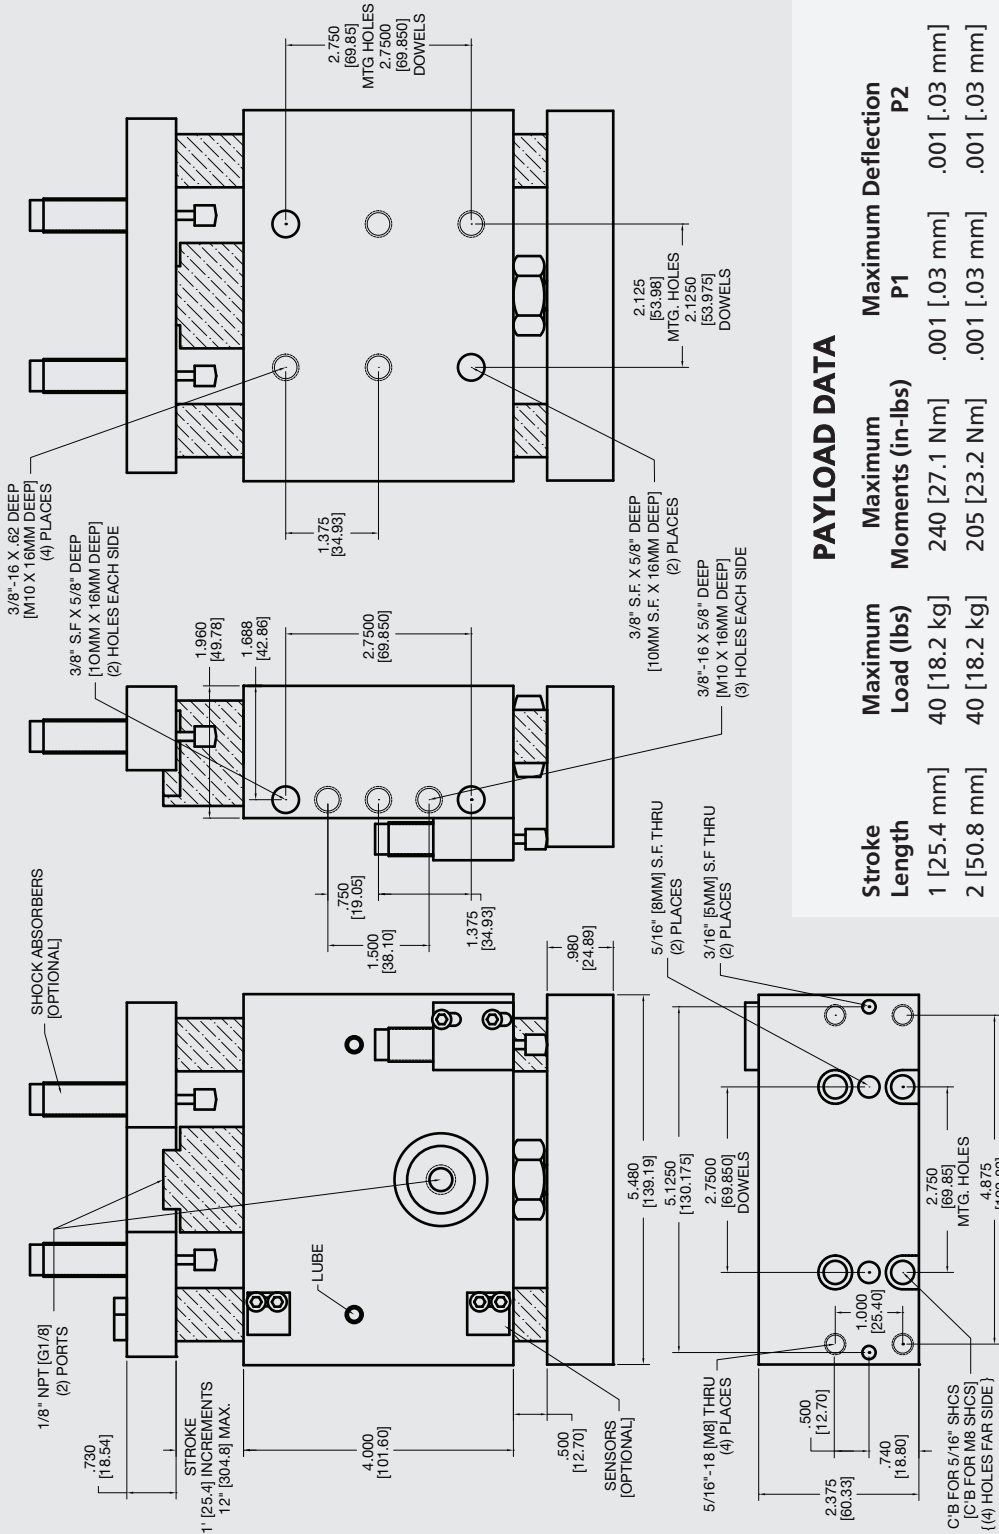 1/8" NPT [G1/8]
(2) PORTS
SHOCK ABSORBERS
[OPTIONAL]
.730
[18.54]
STROKE
1' [25.4] INCREMENTS
12" [304.8] MAX.
4.000
[101.60]
.500
[12.70]
LUBE
SENSORS
[OPTIONAL]
.980
[24.89]
5.480
[139.19]
5.1250
[130.175]
2.7500
[69.850]
DOWELS
5/16" [8MM] S.F. THRU
(2) PLACES
3/16" [5MM] S.F THRU
(2) PLACES
5/16"-18 [M8] THRU
(4) PLACES
.500
[12.70]
1.000
[25.40]
2.375
[60.33]
.740
[18.80]
2.750
[69.85]
MTG. HOLES
4.875
C'B FOR 5/16" SHCS
[C'B FOR M8 SHCS]
{(4) HOLES FAR SIDE }
3/8" S.F X 5/8" DEEP
[10MM X 16MM DEEP]
(2) HOLES EACH SIDE
1.960
[49.78]
1.688
[42.86]
2.7500
[69.850]
.750
[19.05]
1.500
[38.10]
1.375
[34.93]
3/8"-16 X 5/8" DEEP
[M10 X 16MM DEEP]
(3) HOLES EACH SIDE
3/8"-16 X .62 DEEP
[M10 X 16MM DEEP]
(4) PLACES
2.750
[69.85]
MTG HOLES
2.7500
[69.850]
DOWELS
1.375
[34.93]
2.125
[53.98]
MTG. HOLES
2.1250
[53.975]
DOWELS
3/8" S.F. X 5/8" DEEP
[10MM S.F. X 16MM DEEP]
(2) PLACES
PAYLOAD DATA
Stroke Maximum Maximum Maximum Deflection
Length Load (lbs) Moments (in-lbs) P1 P2
1 [25.4 mm] 40 [18.2 kg] 240 [27.1 Nm] .001 [.03 mm] .001 [.03 mm]
2 [50.8 mm] 40 [18.2 kg] 205 [23.2 Nm] .001 [.03 mm] .001 [.03 mm]